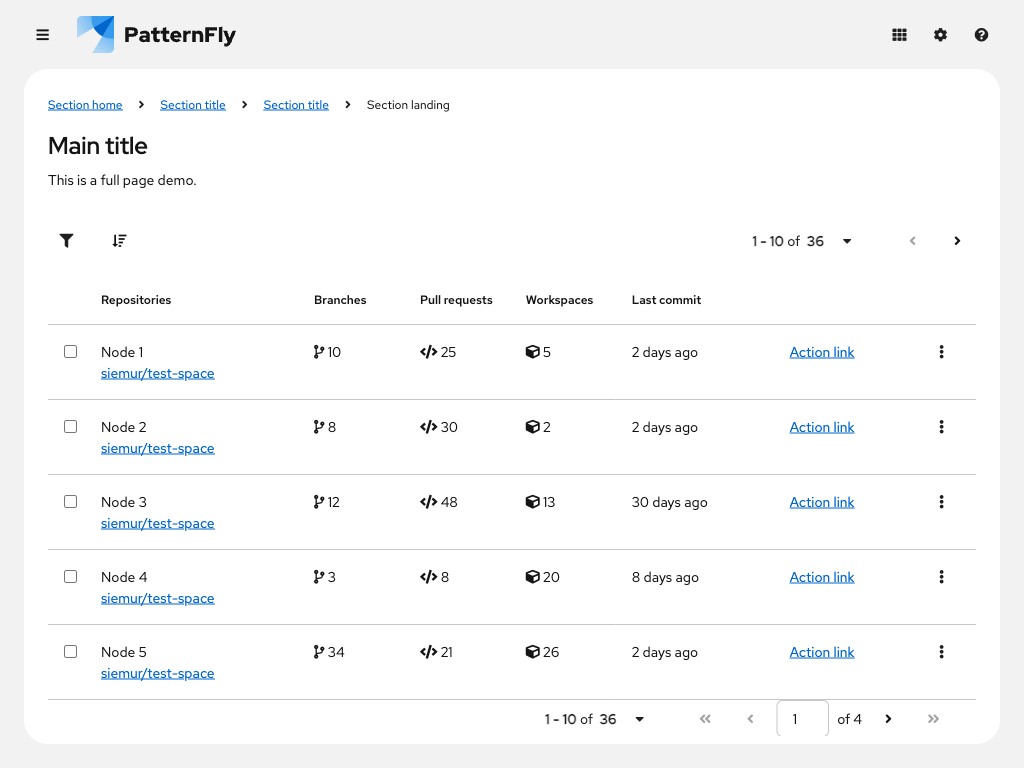 PatternFly
Section home Section title Section title Section landing
Main title
This is a full page demo.
1 - 10 of 36
Repositories Branches Pull requests Workspaces Last commit
Node 1 10 25 5 2 days ago Action link
siemur/test-space
Node 2 8 30 2 2 days ago Action link
siemur/test-space
Node 3 12 48 13 30 days ago Action link
siemur/test-space
Node 4 3 8 20 8 days ago Action link
siemur/test-space
Node 5 34 21 26 2 days ago Action link
siemur/test-space
1 - 10 of 36 1 of 4